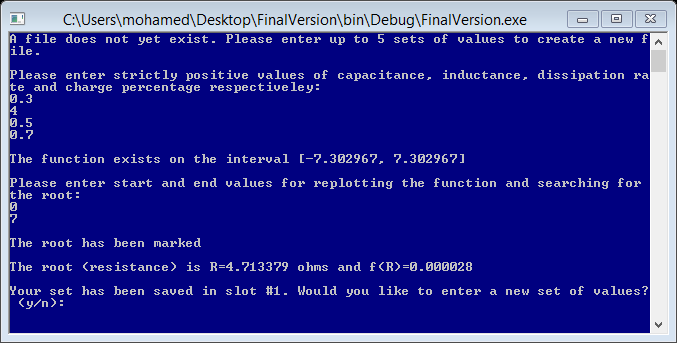 C:\Users\mohamed\Desktop\FinalVersion\bin\Debug\FinalVersion.exe
A file does not yet exist. Please enter up to 5 sets of values to create a new f
ile.
Please enter strictly positive values of capacitance, inductance, dissipation ra
te and charge percentage respectiveley:
0.3
4
0.5
0.7
The function exists on the interval [-7.302967, 7.302967]
Please enter start and end values for replotting the function and searching for
the root:
0
7
The root has been marked
The root (resistance) is R=4.713379 ohms and f(R)=0.000028
Your set has been saved in slot #1. Would you like to enter a new set of values?
(y/n):